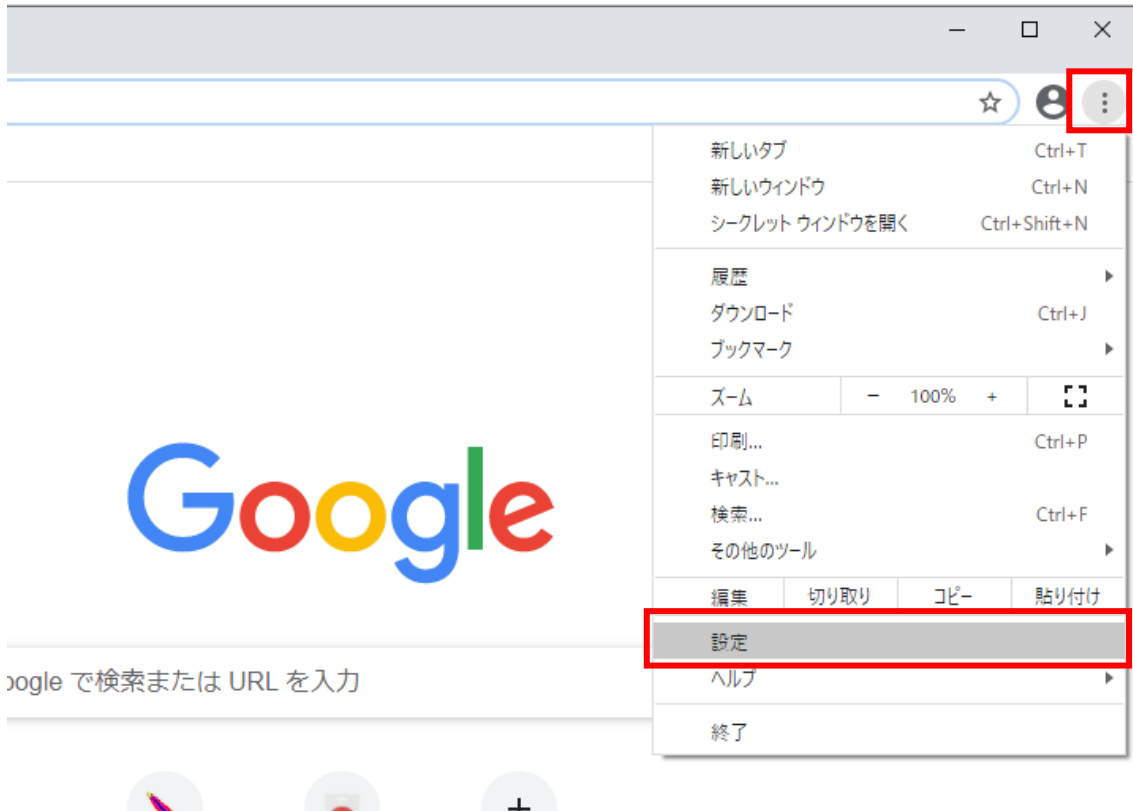 新しいタブ Ctrl+T
新しいウィンドウ Ctrl+N
シークレット ウィンドウを開く Ctrl+Shift+N
履歴
ダウンロード Ctrl+J
ブックマーク
ズーム − 100% +
印刷... Ctrl+P
キャスト...
検索... Ctrl+F
その他のツール
編集 切り取り コピー 貼り付け
設定
ヘルプ
終了
Google
oogle で検索または URL を入力